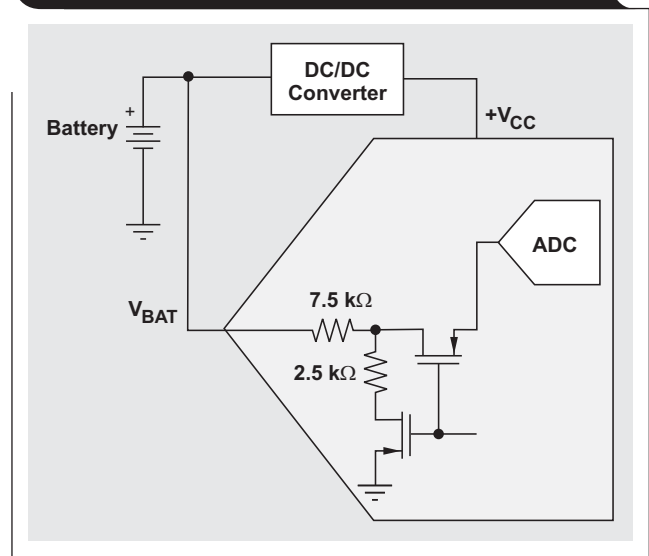 DC/DC
Converter
+
Battery
+VCC
ADC
VBAT
7.5 kΩ
2.5 kΩ